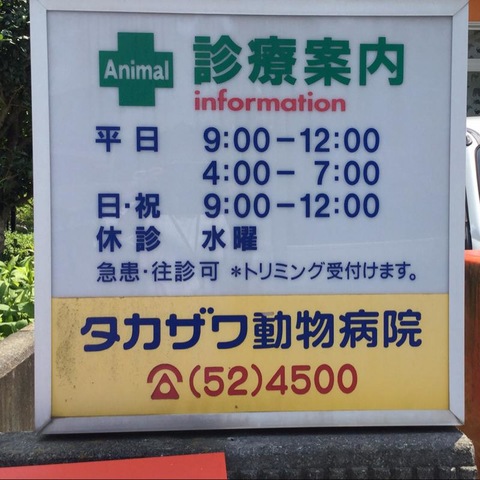 Animal
診療案内
information
平日 9:00-12:00
4:00-7:00
日・祝 9:00-12:00
休診 水曜
急患・往診可 *トリミング受付けます。
タカザワ動物病院
☎(52)4500